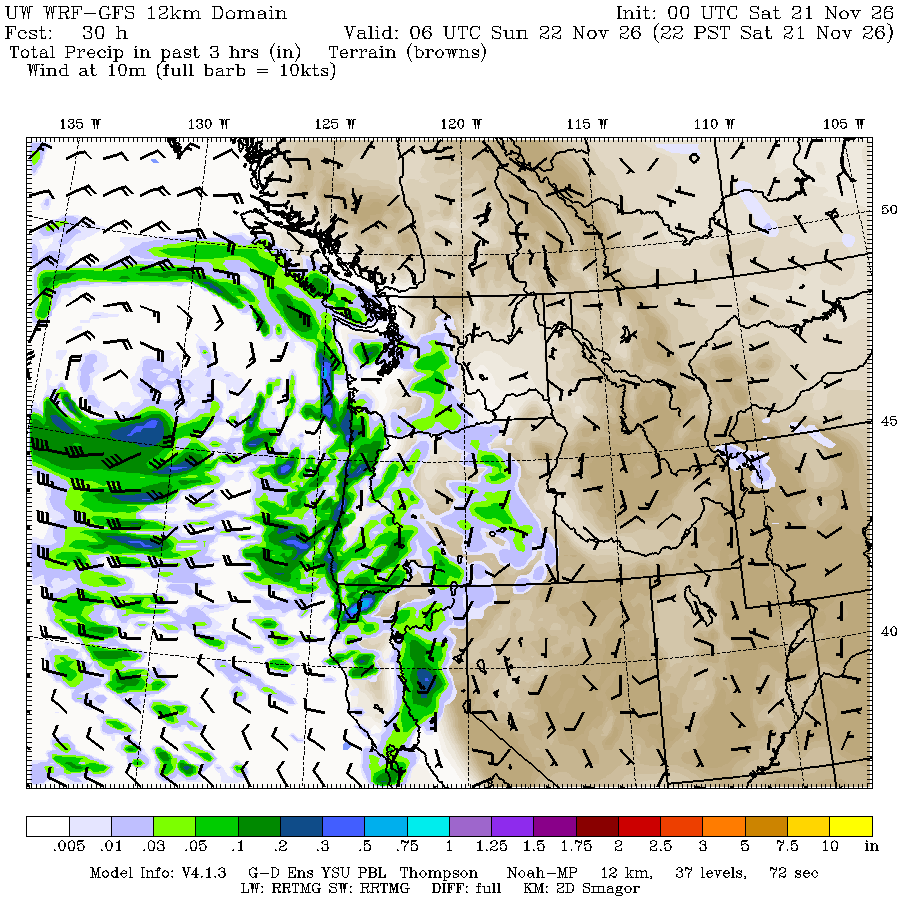 UW WRF-GFS 12km Domain Init: 00 UTC Sat 21 Nov 26
Fcst: 30 h Valid: 06 UTC Sun 22 Nov 26 (22 PST Sat 21 Nov 26)
Total Precip in past 3 hrs (in) Terrain (browns)
Wind at 10m (full barb = 10kts)
135 W 130 W 125 W 120 W 115 W 110 W 105 W
50
45
40
.005 .01 .03 .05 .1 .2 .3 .5 .75 1 1.25 1.5 1.75 2 2.5 3 5 7.5 10 in
Model Info: V4.1.3 G-D Ens YSU PBL Thompson Noah-MP 12 km, 37 levels, 72 sec
LW: RRTMG SW: RRTMG DIFF: full KM: 2D Smagor